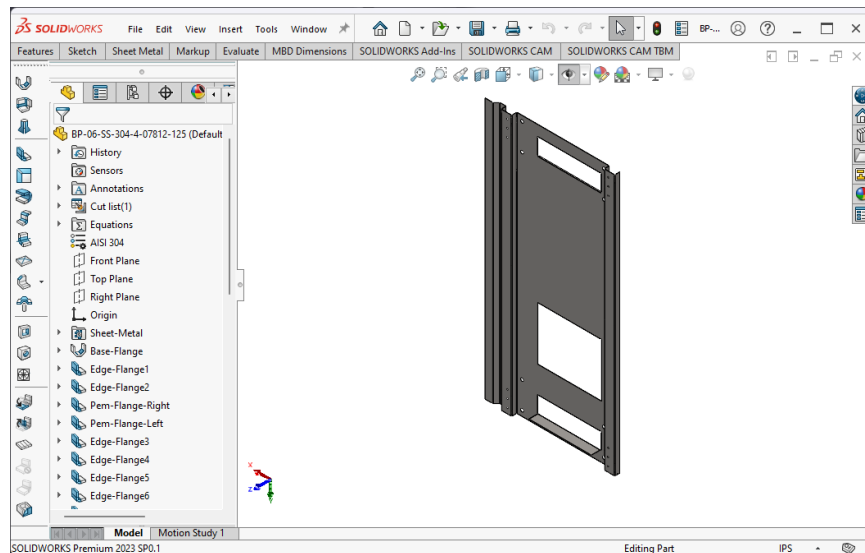 SOLIDWORKS File Edit View Insert Tools Window BP-...
Features Sketch Sheet Metal Markup Evaluate MBD Dimensions SOLIDWORKS Add-Ins SOLIDWORKS CAM SOLIDWORKS CAM TBM
BP-06-SS-304-4-07812-125 (Default
History
Sensors
Annotations
Cut list(1)
Equations
AISI 304
Front Plane
Top Plane
Right Plane
Origin
Sheet-Metal
Base-Flange
Edge-Flange1
Edge-Flange2
Pem-Flange-Right
Pem-Flange-Left
Edge-Flange3
Edge-Flange4
Edge-Flange5
Edge-Flange6
X
Z
Y
Model Motion Study 1
SOLIDWORKS Premium 2023 SP0.1 Editing Part IPS